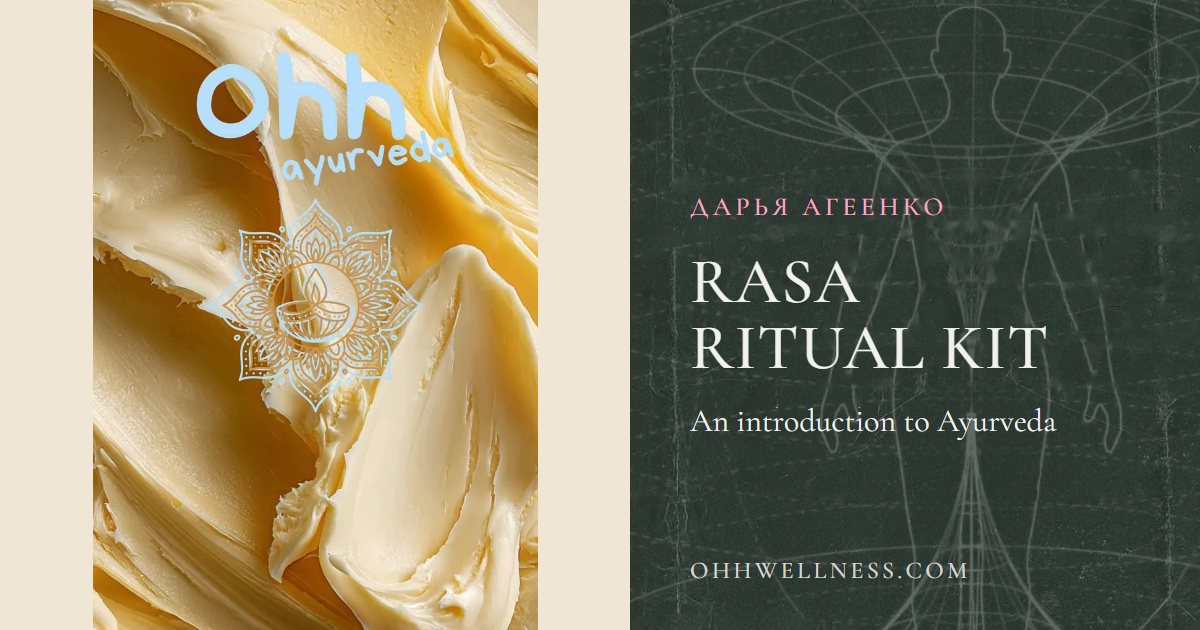 Ohh
ayurveda
ДАРЬЯ АГЕЕНКО
RASA
RITUAL KIT
An introduction to Ayurveda
OHHWELLNESS.COM